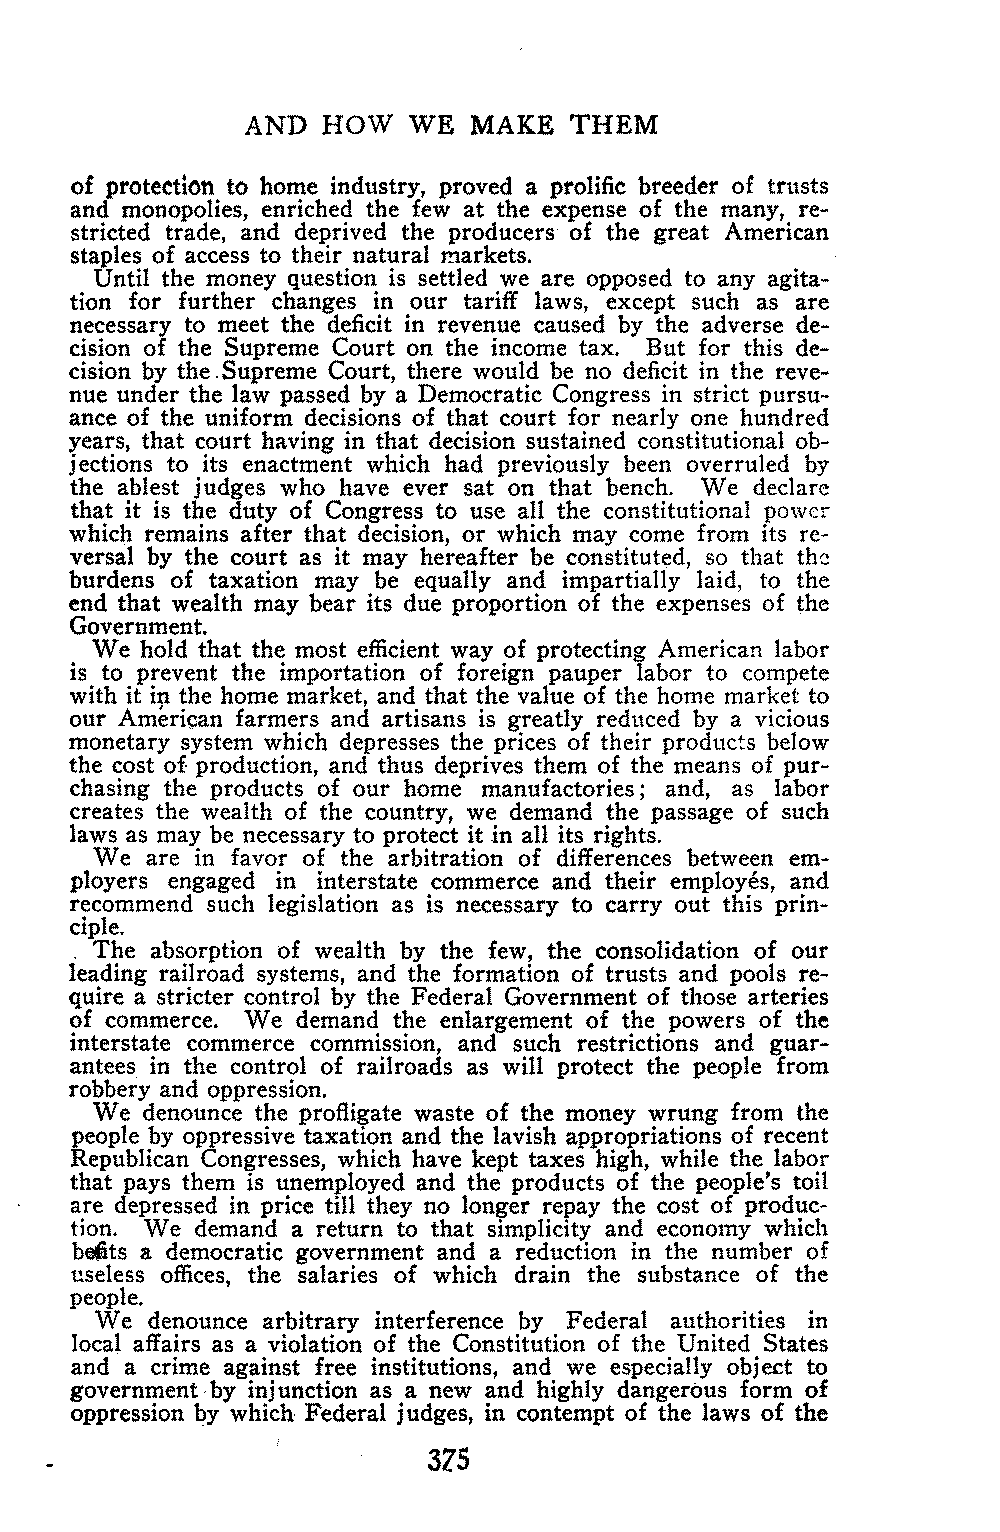 AND HOW WE MAKE THEM
of protection to home industry, proved a prolific breeder of trusts
and monopolies, enriched the few at the expense of the many, re-
stricted trade, and deprived the producers of the great American
staples of access to their natural markets.
Until the money question is settled we are opposed to any agita-
tion for further changes in our tariff laws, except such as are
necessary to meet the deficit in revenue caused by the adverse de-
cision of the Supreme Court on the income tax. But for this de-
cision by the Supreme Court, there would be no deficit in the reve-
nue under the law passed by a Democratic Congress in strict pursu-
ance of the uniform decisions of that court for nearly one hundred
years, that court having in that decision sustained constitutional ob-
jections to its enactment which had previously been overruled by
the ablest judges who have ever sat on that bench. We declare
that it is the duty of Congress to use all the constitutional power
which remains after that decision, or which may come from its re-
versal by the court as it may hereafter be constituted, so that the
burdens of taxation may be equally and impartially laid, to the
end that wealth may bear its due proportion of the expenses of the
Government.
We hold that the most efficient way of protecting American labor
is to prevent the importation of foreign pauper labor to compete
with it in the home market, and that the value of the home market to
our American farmers and artisans is greatly reduced by a vicious
monetary system which depresses the prices of their products below
the cost of production, and thus deprives them of the means of pur-
chasing the products of our home manufactories; and, as labor
creates the wealth of the country, we demand the passage of such
laws as may be necessary to protect it in all its rights.
We are in favor of the arbitration of differences between em-
ployers engaged in interstate commerce and their employés, and
recommend such legislation as is necessary to carry out this prin-
ciple.
The absorption of wealth by the few, the consolidation of our
leading railroad systems, and the formation of trusts and pools re-
quire a stricter control by the Federal Government of those arteries
of commerce. We demand the enlargement of the powers of the
interstate commerce commission, and such restrictions and guar-
antees in the control of railroads as will protect the people from
robbery and oppression.
We denounce the profligate waste of the money wrung from the
people by oppressive taxation and the lavish appropriations of recent
Republican Congresses, which have kept taxes high, while the labor
that pays them is unemployed and the products of the people's toil
are depressed in price till they no longer repay the cost of produc-
tion. We demand a return to that simplicity and economy which
befits a democratic government and a reduction in the number of
useless offices, the salaries of which drain the substance of the
people.
We denounce arbitrary interference by Federal authorities in
local affairs as a violation of the Constitution of the United States
and a crime against free institutions, and we especially object to
government by injunction as a new and highly dangerous form of
oppression by which Federal judges, in contempt of the laws of the
375